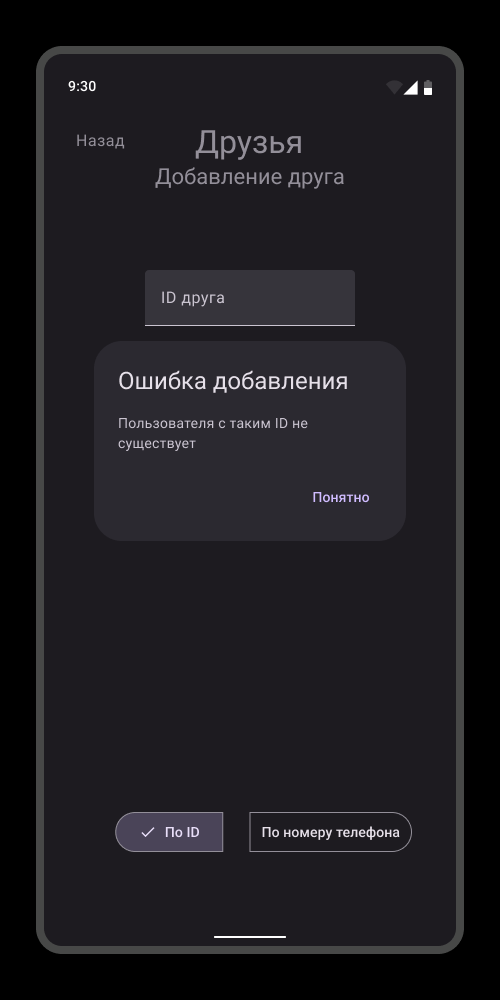 9:30
Назад
Друзья
Добавление друга
ID друга
Ошибка добавления
Пользователя с таким ID не
существует
Понятно
По ID
По номеру телефона